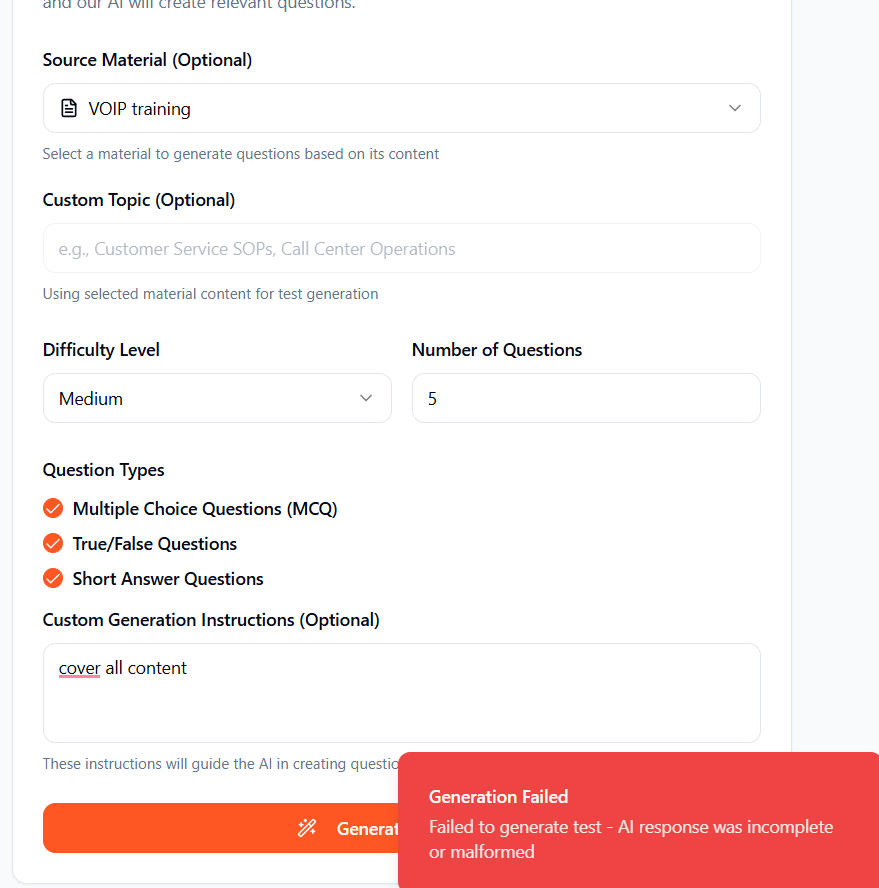 and our AI will create relevant questions.
Source Material (Optional)
VOIP training
Select a material to generate questions based on its content
Custom Topic (Optional)
e.g., Customer Service SOPs, Call Center Operations
Using selected material content for test generation
Difficulty Level
Number of Questions
Medium
5
Question Types
Multiple Choice Questions (MCQ)
True/False Questions
Short Answer Questions
Custom Generation Instructions (Optional)
cover all content
These instructions will guide the AI in creating questio
Generat
Generation Failed
Failed to generate test - AI response was incomplete
or malformed